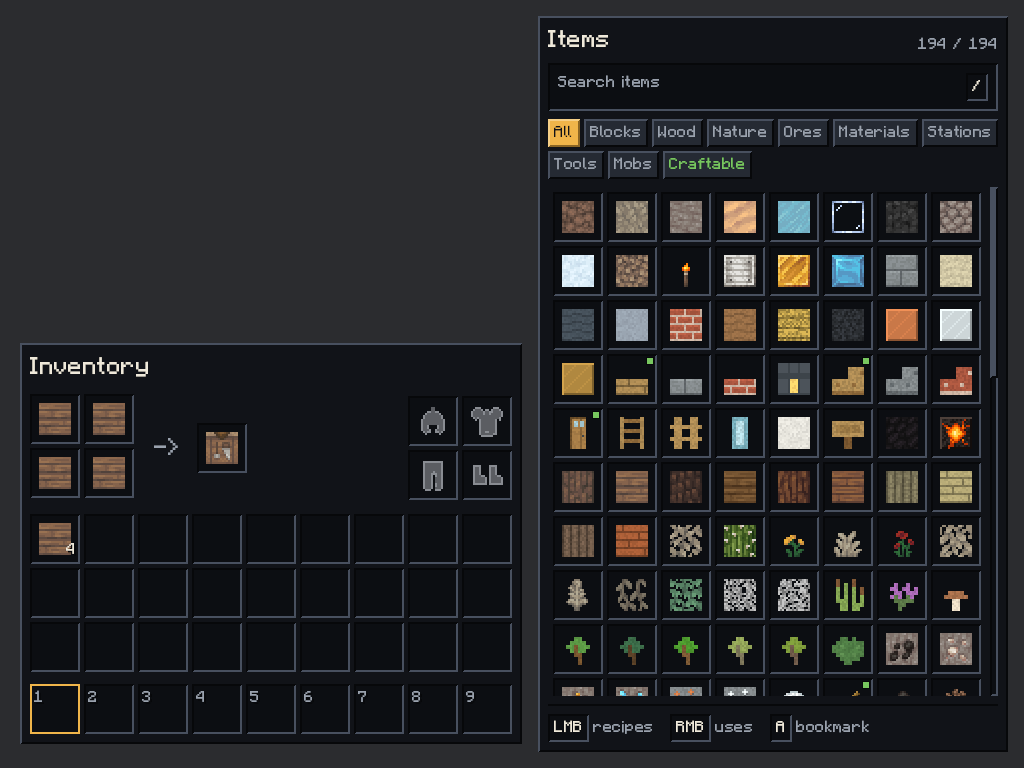 Items
194 / 194
Search items
/
All Blocks Wood Nature Ores Materials Stations
Tools Mobs Craftable
Inventory
->
4
1 2 3 4 5 6 7 8 9
LMB recipes RMB uses A bookmark